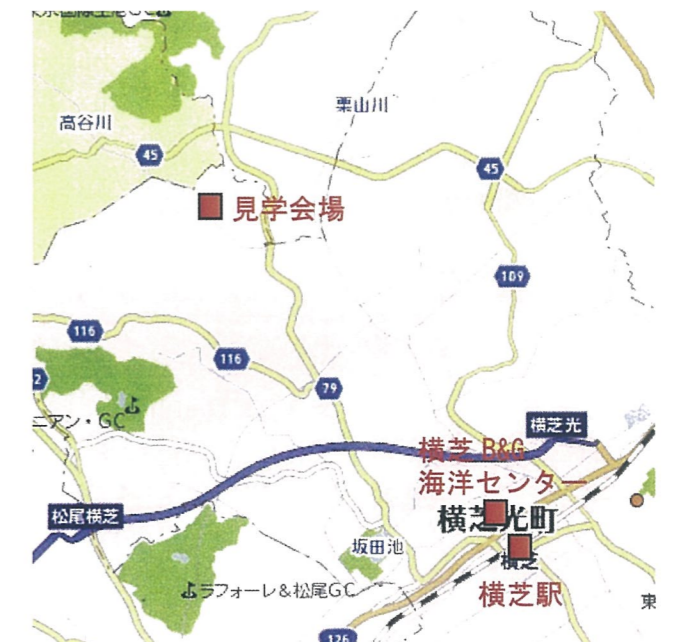 高谷川
栗山川
45
45
見学会場
109
116
116
2
79
ニアン・GC
横芝光
横芝 B&G
海洋センター
松尾横芝
横芝光町
坂田池
横芝
横芝駅
ラフォーレ&松尾GC
東
126